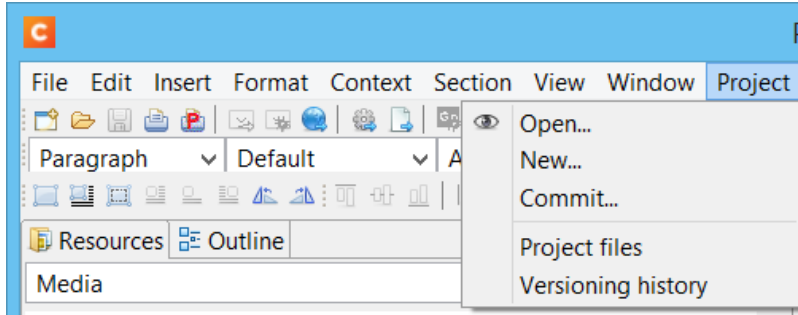 C
File Edit Insert Format Context Section View Window Project
Open...
Paragraph Default A
New...
Commit...
Resources Outline
Project files
Media
Versioning history